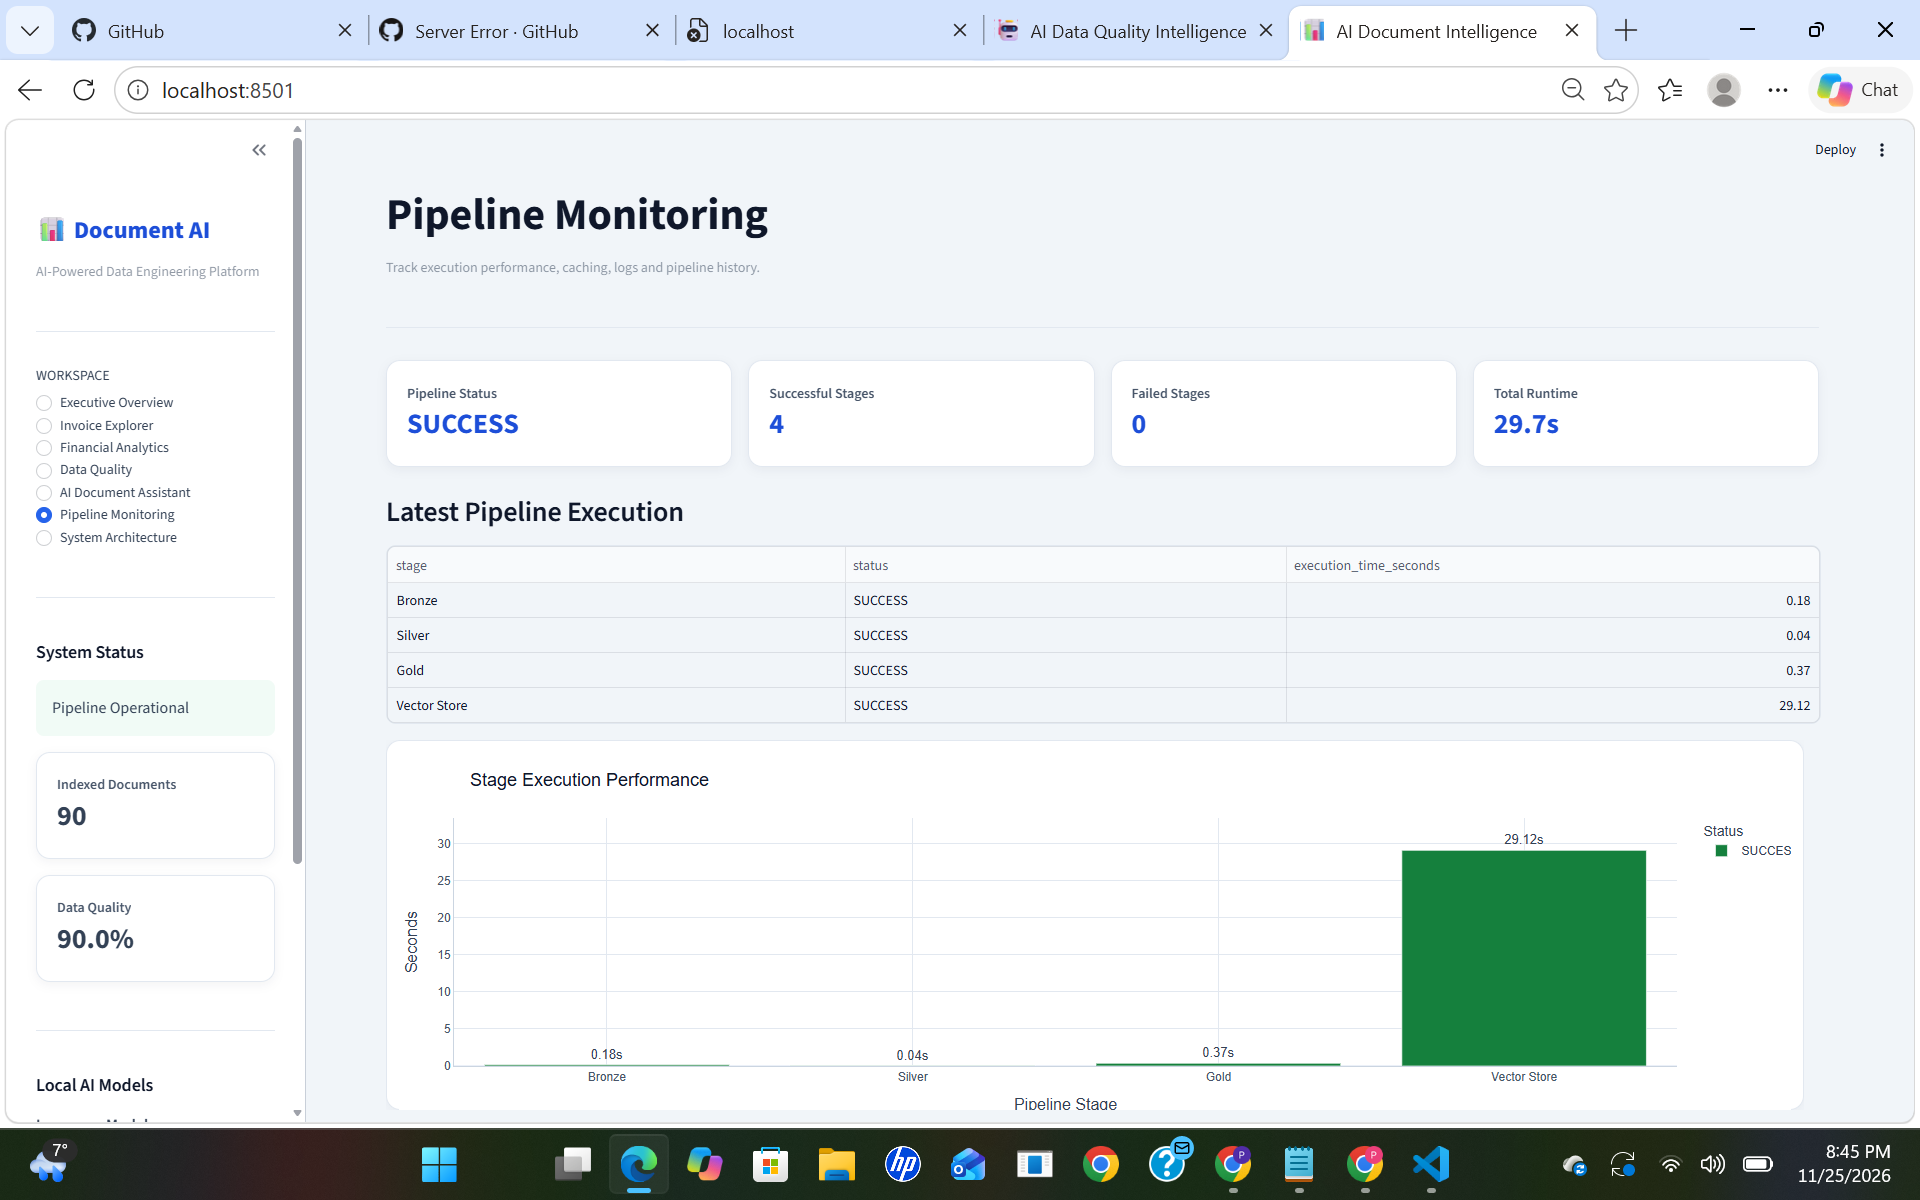 GitHub
Server Error · GitHub
localhost
AI Data Quality Intelligence
AI Document Intelligence
localhost:8501
Chat
Deploy
Document AI
AI-Powered Data Engineering Platform
WORKSPACE
Executive Overview
Invoice Explorer
Financial Analytics
Data Quality
AI Document Assistant
Pipeline Monitoring
System Architecture
System Status
Pipeline Operational
Indexed Documents
90
Data Quality
90.0%
Local AI Models
Pipeline Monitoring
Track execution performance, caching, logs and pipeline history.
Pipeline Status
SUCCESS
Successful Stages
4
Failed Stages
0
Total Runtime
29.7s
Latest Pipeline Execution
stage status execution_time_seconds
Bronze SUCCESS 0.18
Silver SUCCESS 0.04
Gold SUCCESS 0.37
Vector Store SUCCESS 29.12
Stage Execution Performance
Status
SUCCES
Seconds
30
25
20
15
10
5
0
0.18s 0.04s 0.37s 29.12s
Bronze Silver Gold Vector Store
Pipeline Stage
7°
8:45 PM
11/25/2026